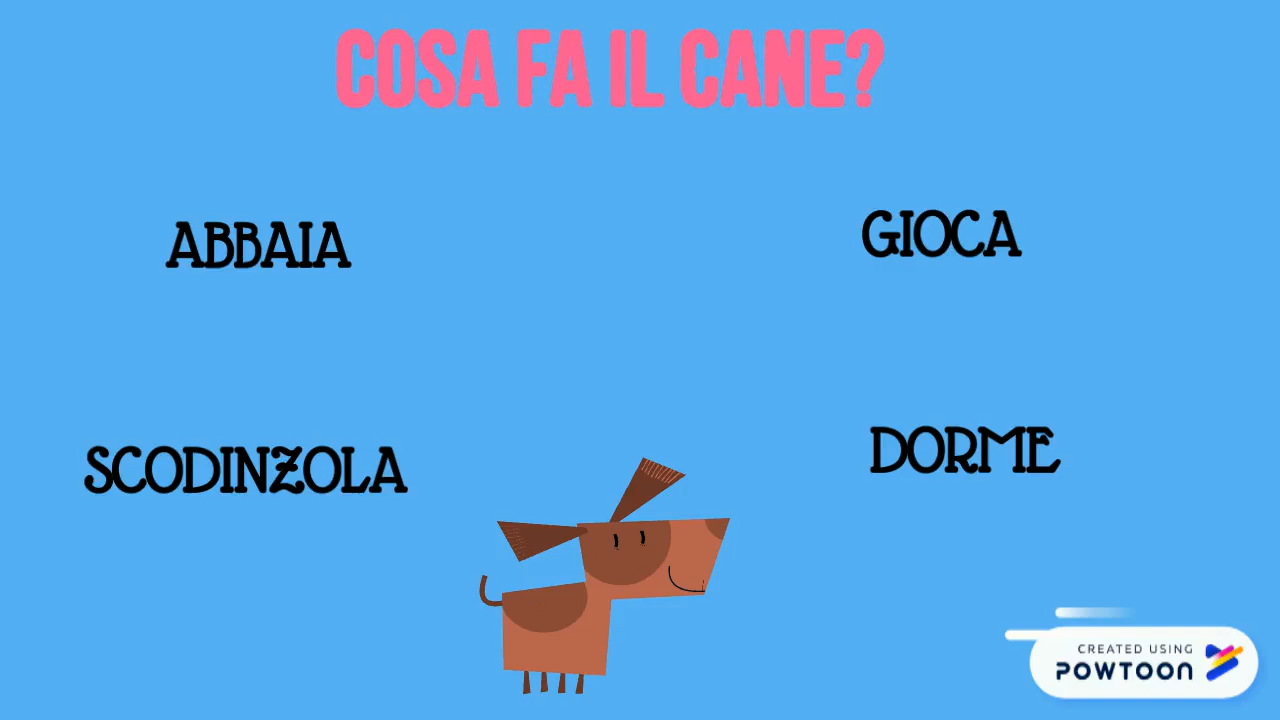 COSA FA IL CANE?
ABBAIA
GIOCA
SCODINZOLA
DORME
CREATED USING
POWTOON